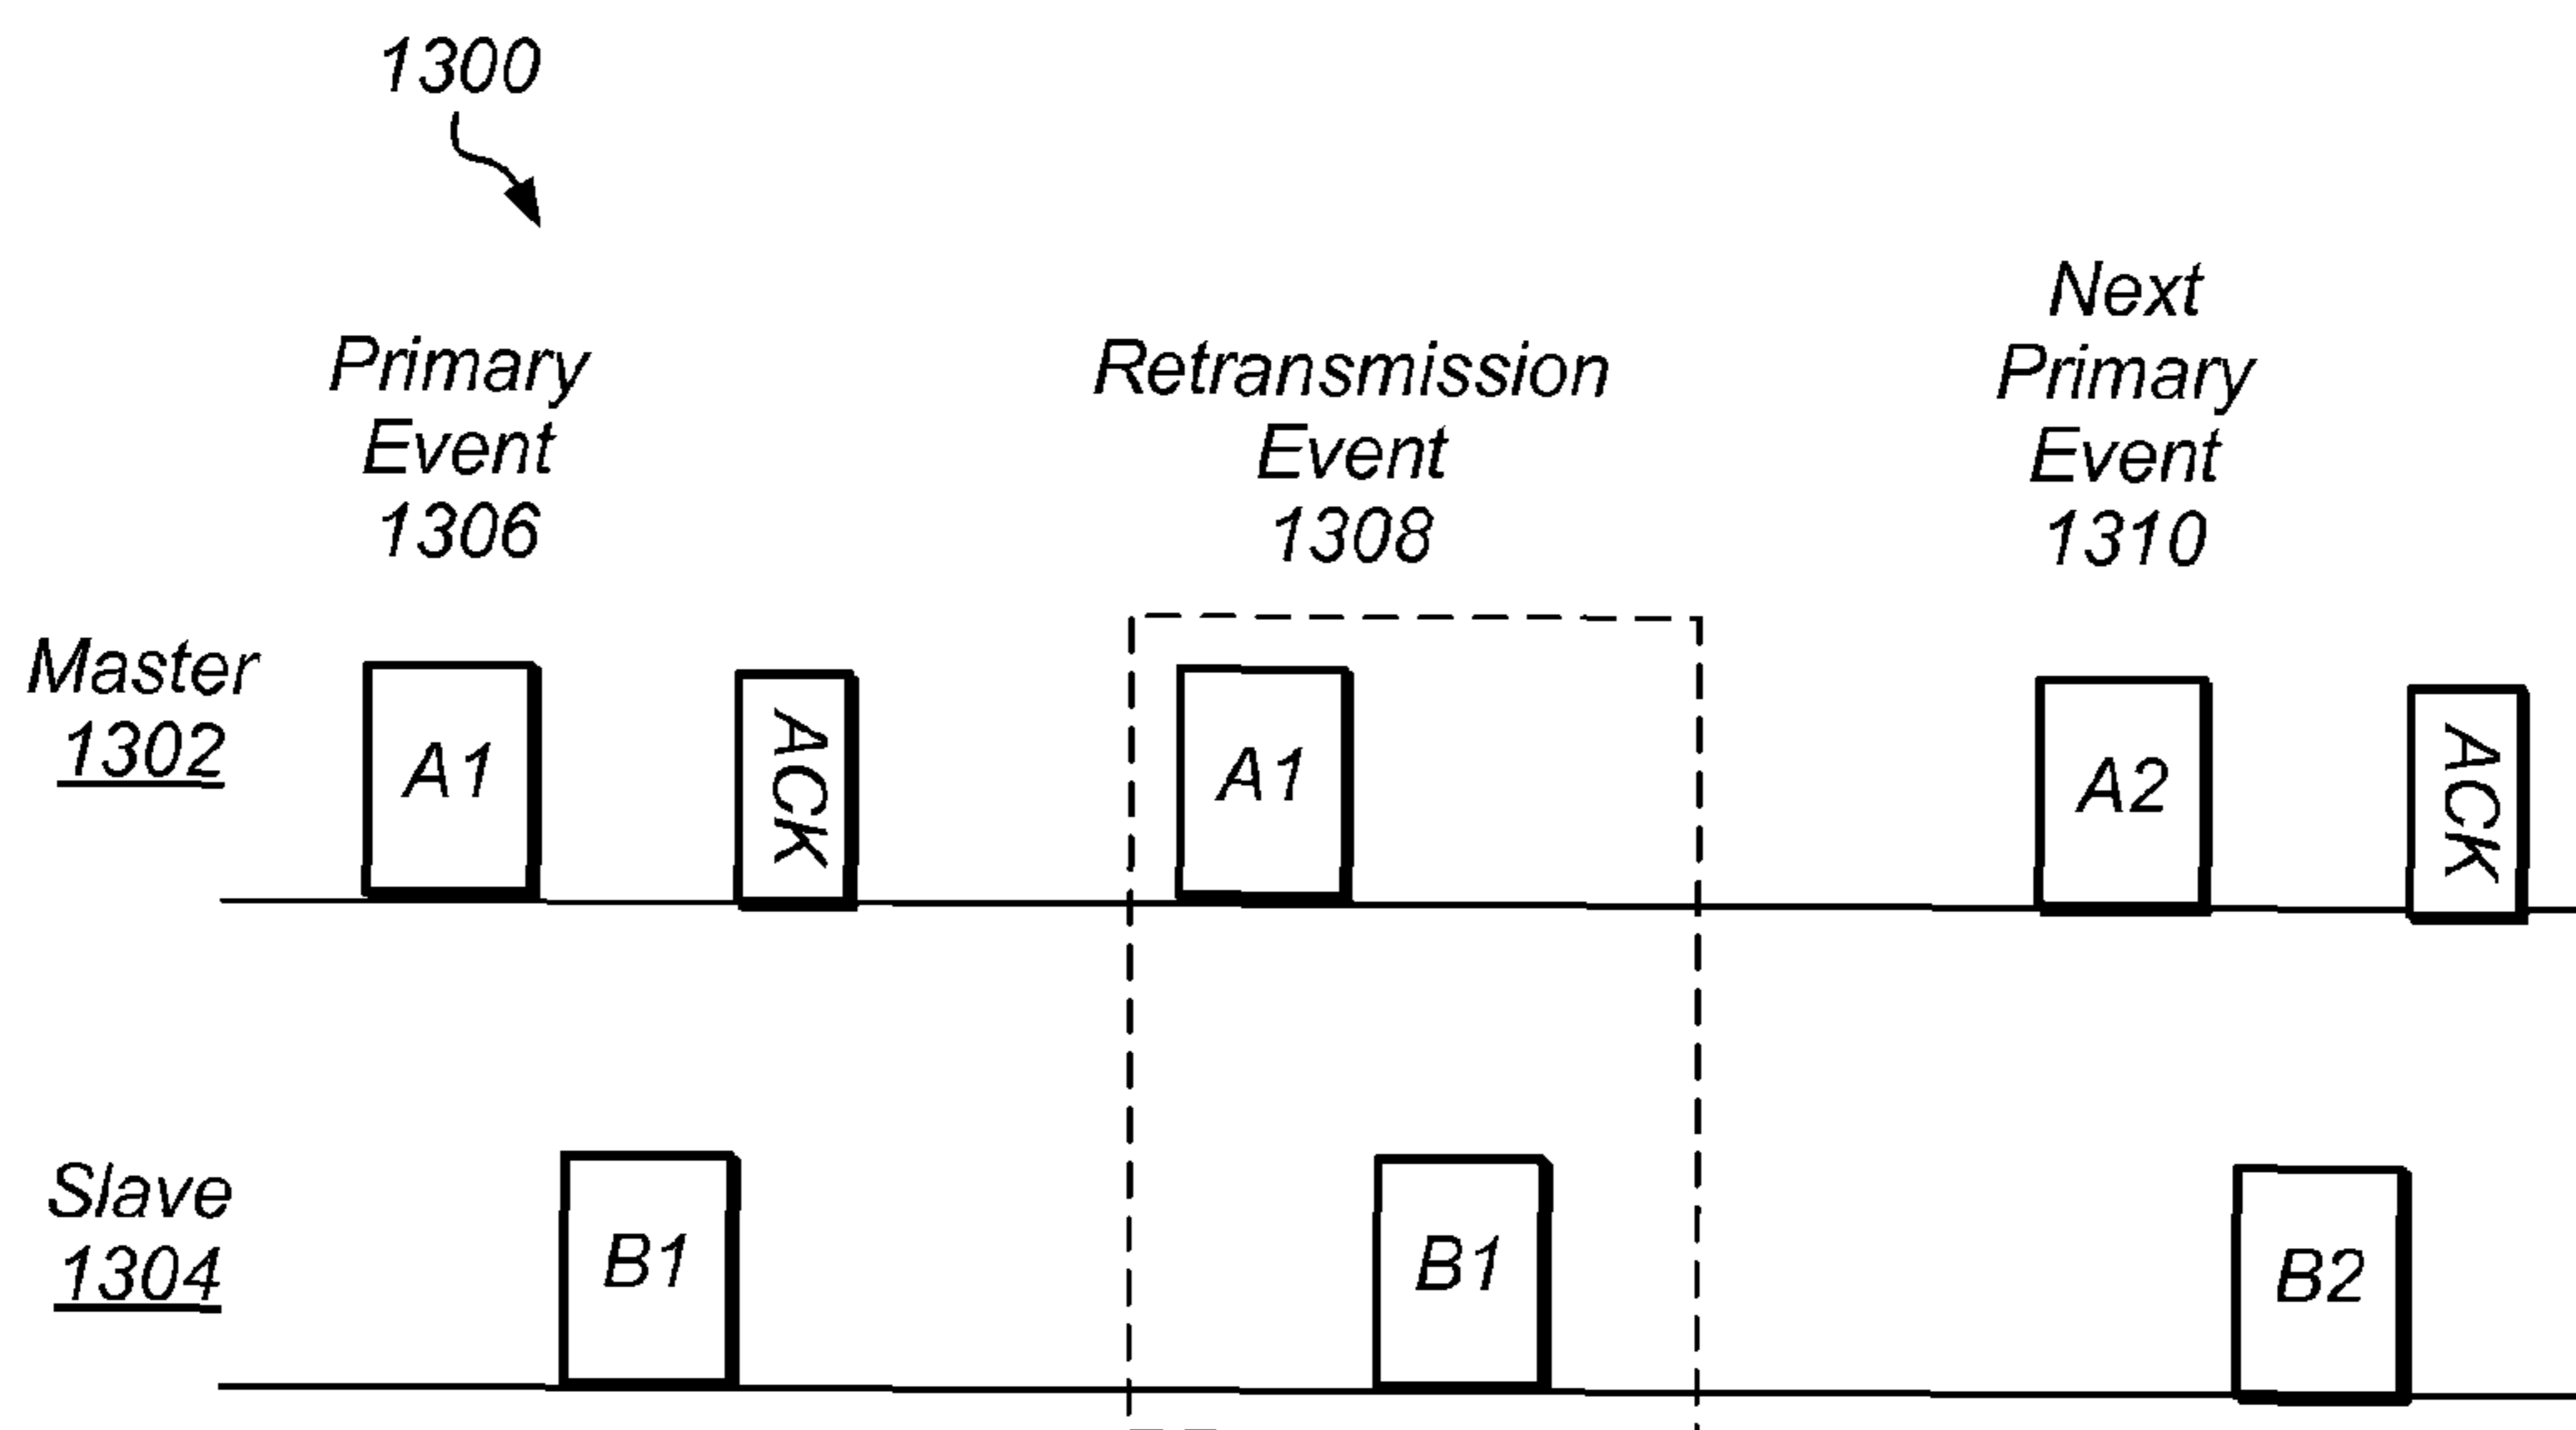 1300
Primary
Event
1306
Retransmission
Event
1308
Next
Primary
Event
1310
Master
1302
A1
ACK
A1
A2
ACK
Slave
1304
B1
B1
B2